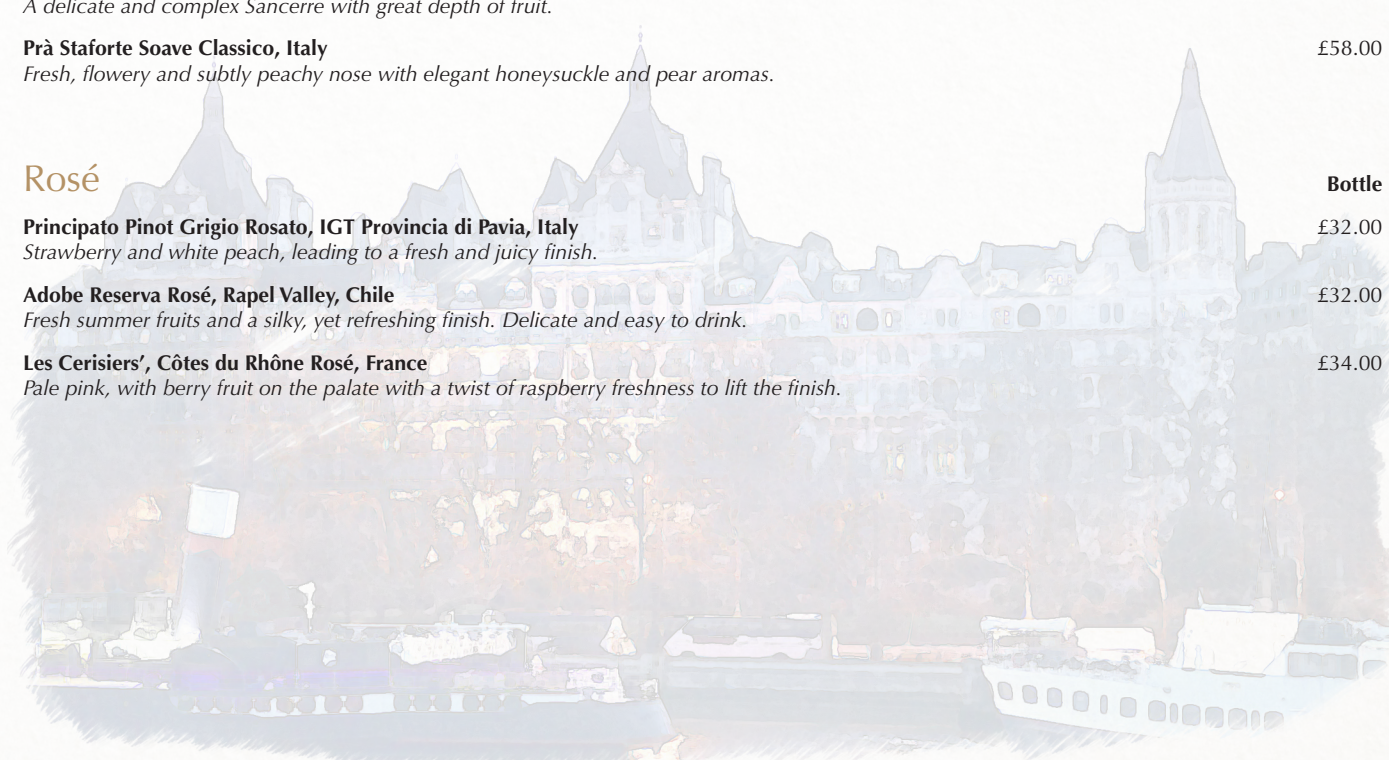 A delicate and complex Sancerre with great depth of fruit.
Prà Staforte Soave Classico, Italy £58.00
Fresh, flowery and subtly peachy nose with elegant honeysuckle and pear aromas.
Rosé Bottle
Principato Pinot Grigio Rosato, IGT Provincia di Pavia, Italy £32.00
Strawberry and white peach, leading to a fresh and juicy finish.
Adobe Reserva Rosé, Rapel Valley, Chile £32.00
Fresh summer fruits and a silky, yet refreshing finish. Delicate and easy to drink.
Les Cerisiers’, Côtes du Rhône Rosé, France £34.00
Pale pink, with berry fruit on the palate with a twist of raspberry freshness to lift the finish.